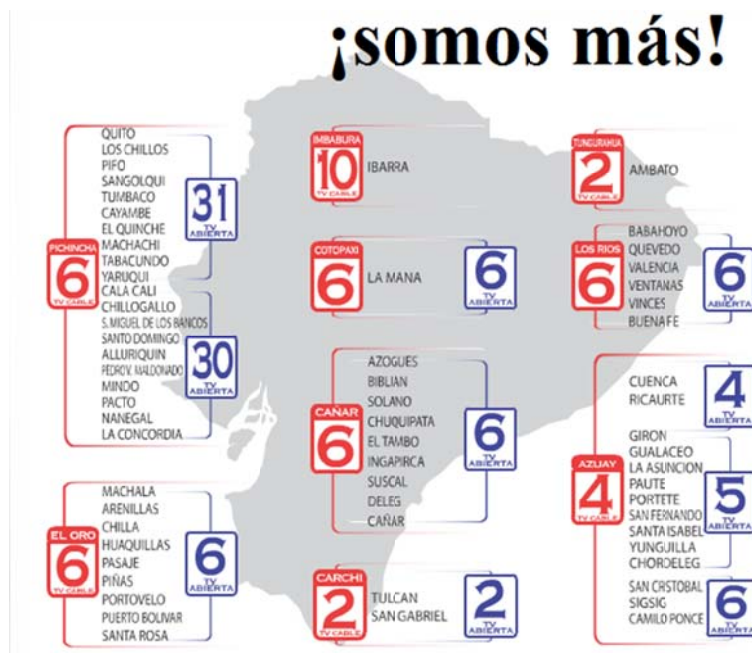 ¡somos más!
PICHINCHA
6
TV CABLE
QUITO
LOS CHILLOS
PIFO
SANGOLQUI
TUMBACO
CAYAMBE
EL QUINCHE
MACHACHI
TABACUNDO
YARUQUI
31
TV
ABIERTA
CALA CALI
CHILLOGALLO
S.MIGUEL DE LOS BANCOS
SANTO DOMINGO
ALLURIQUIN
PEDRO V. MALDONADO
MINDO
PACTO
NANEGAL
LA CONCORDIA
30
TV
ABIERTA
EL ORO
6
TV CABLE
MACHALA
ARENILLAS
CHILLA
HUAQUILLAS
PASAJE
PIÑAS
PORTOVELO
PUERTO BOLIVAR
SANTA ROSA
6
TV
ABIERTA
IMBABURA
10
TV CABLE
IBARRA
COTOPAXI
6
TV CABLE
LA MANA
6
TV
ABIERTA
CAÑAR
6
TV CABLE
AZOGUES
BIBLIAN
SOLANO
CHUQUIPATA
EL TAMBO
INGAPIRCA
SUSCAL
DELEG
CAÑAR
6
TV
ABIERTA
CARCHI
2
TV CABLE
TULCAN
SAN GABRIEL
2
TV
ABIERTA
TUNGURAHUA
2
TV CABLE
AMBATO
LOS RIOS
6
TV CABLE
BABAHOYO
QUEVEDO
VALENCIA
VENTANAS
VINCES
BUENA FE
6
TV
ABIERTA
AZUAY
4
TV CABLE
CUENCA
RICAURTE
4
TV
ABIERTA
GIRON
GUALACEO
LA ASUNCION
PAUTE
PORTETE
SAN FERNANDO
SANTA ISABEL
YUNGUILLA
CHORDELEG
5
TV
ABIERTA
SAN CRSTOBAL
SIGSIG
CAMILO PONCE
6
TV
ABIERTA